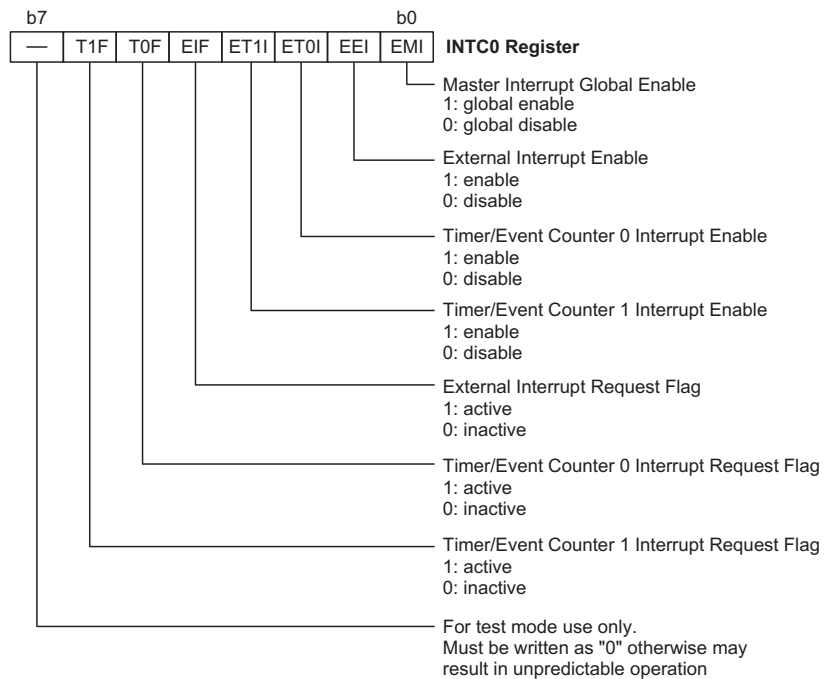 b7 b0
— T1F T0F EIF ET1I ET0I EEI EMI INTC0 Register
Master Interrupt Global Enable
1: global enable
0: global disable
External Interrupt Enable
1: enable
0: disable
Timer/Event Counter 0 Interrupt Enable
1: enable
0: disable
Timer/Event Counter 1 Interrupt Enable
1: enable
0: disable
External Interrupt Request Flag
1: active
0: inactive
Timer/Event Counter 0 Interrupt Request Flag
1: active
0: inactive
Timer/Event Counter 1 Interrupt Request Flag
1: active
0: inactive
For test mode use only.
Must be written as "0" otherwise may
result in unpredictable operation